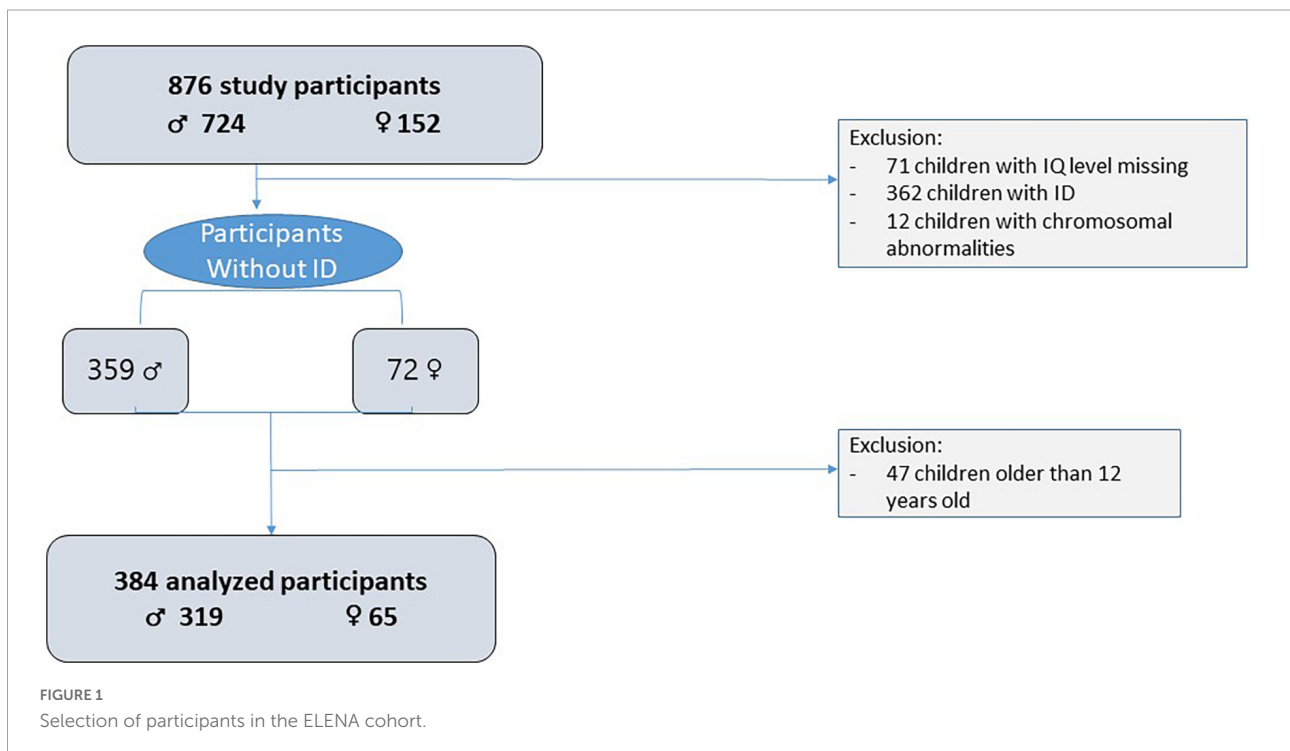 876 study participants
♂ 724 ♀ 152
Exclusion:
- 71 children with IQ level missing
- 362 children with ID
- 12 children with chromosomal
abnormalities
Participants
Without ID
359 ♂
72 ♀
Exclusion:
- 47 children older than 12
years old
384 analyzed participants
♂ 319 ♀ 65
FIGURE 1
Selection of participants in the ELENA cohort.